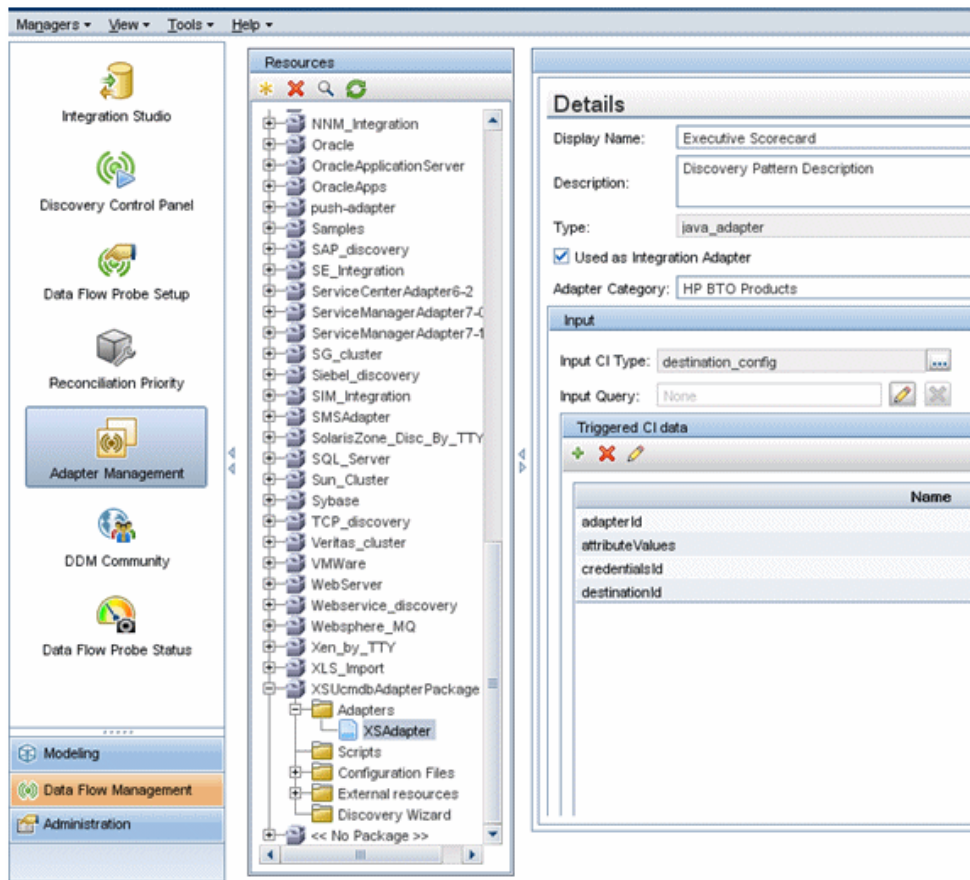 Managers View Tools Help
Integration Studio
Discovery Control Panel
Data Flow Probe Setup
Reconciliation Priority
Adapter Management
DDM Community
Data Flow Probe Status
Modeling
Data Flow Management
Administration
Resources
NNM_Integration
Oracle
OracleApplicationServer
OracleApps
push-adapter
Samples
SAP_discovery
SE_Integration
ServiceCenterAdapter6-2
ServiceManagerAdapter7-0
ServiceManagerAdapter7-1
SG_cluster
Siebel_discovery
SIM_Integration
SMSAdapter
SolarisZone_Disc_By_TTY
SQL_Server
Sun_Cluster
Sybase
TCP_discovery
Veritas_cluster
VMWare
WebServer
Webservice_discovery
Websphere_MQ
Xen_by_TTY
XLS_Import
XSUcmdbAdapterPackage
Adapters
XSAdapter
Scripts
Configuration Files
External resources
Discovery Wizard
<< No Package >>
Details
Display Name: Executive Scorecard
Description: Discovery Pattern Description
Type: java_adapter
Used as Integration Adapter
Adapter Category: HP BTO Products
Input
Input CI Type: destination_config ...
Input Query: None
Triggered CI data
Name
adapterId
attributeValues
credentialsId
destinationId